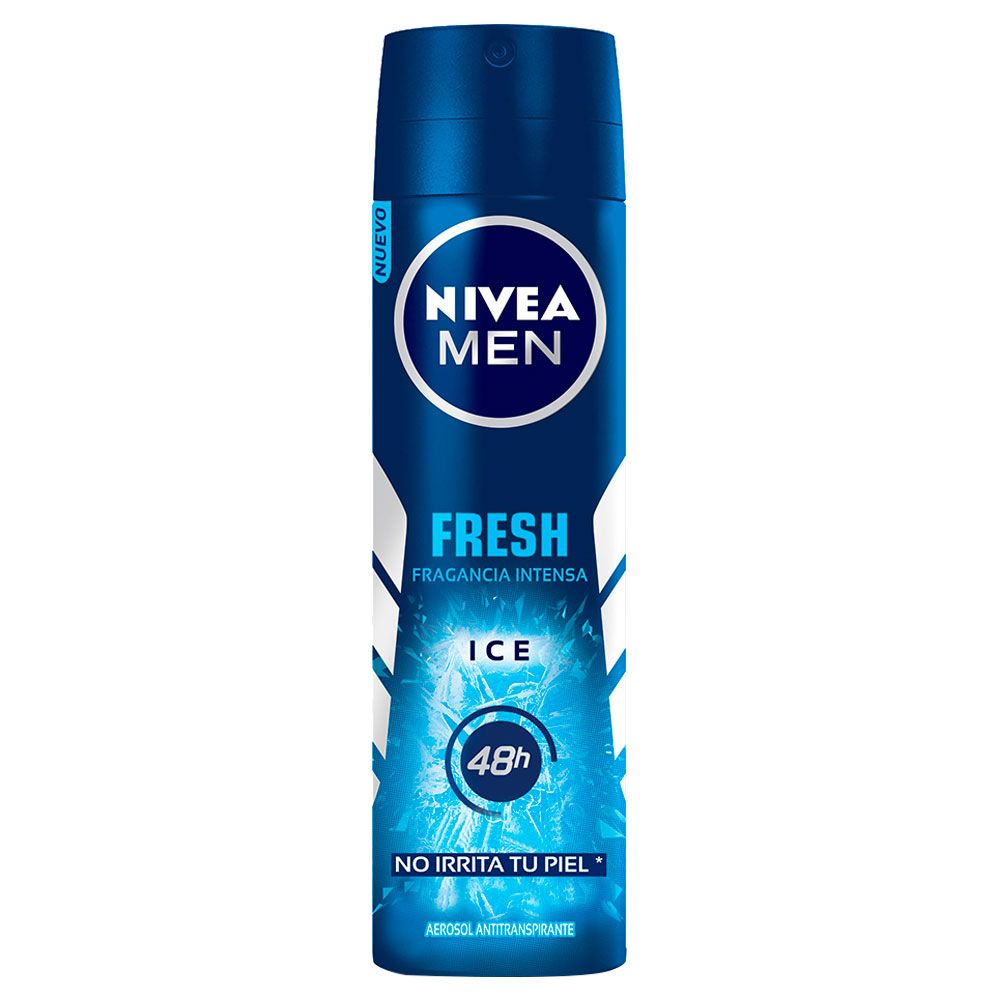 NUEVO
NIVEA
MEN
FRESH
FRAGANCIA INTENSA
ICE
48h
NO IRRITA TU PIEL *
AEROSOL ANTITRANSPIRANTE